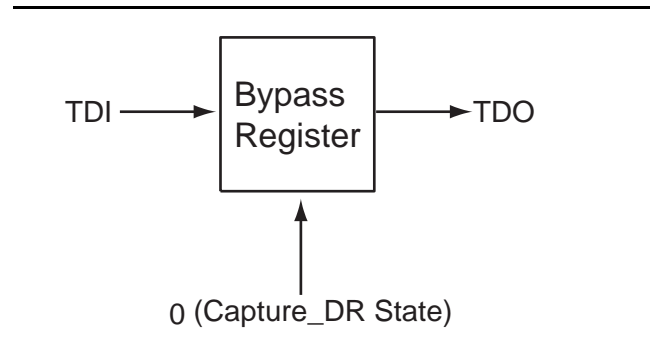 Bypass
TDI
TDO
Register
0 (Capture_DR State)